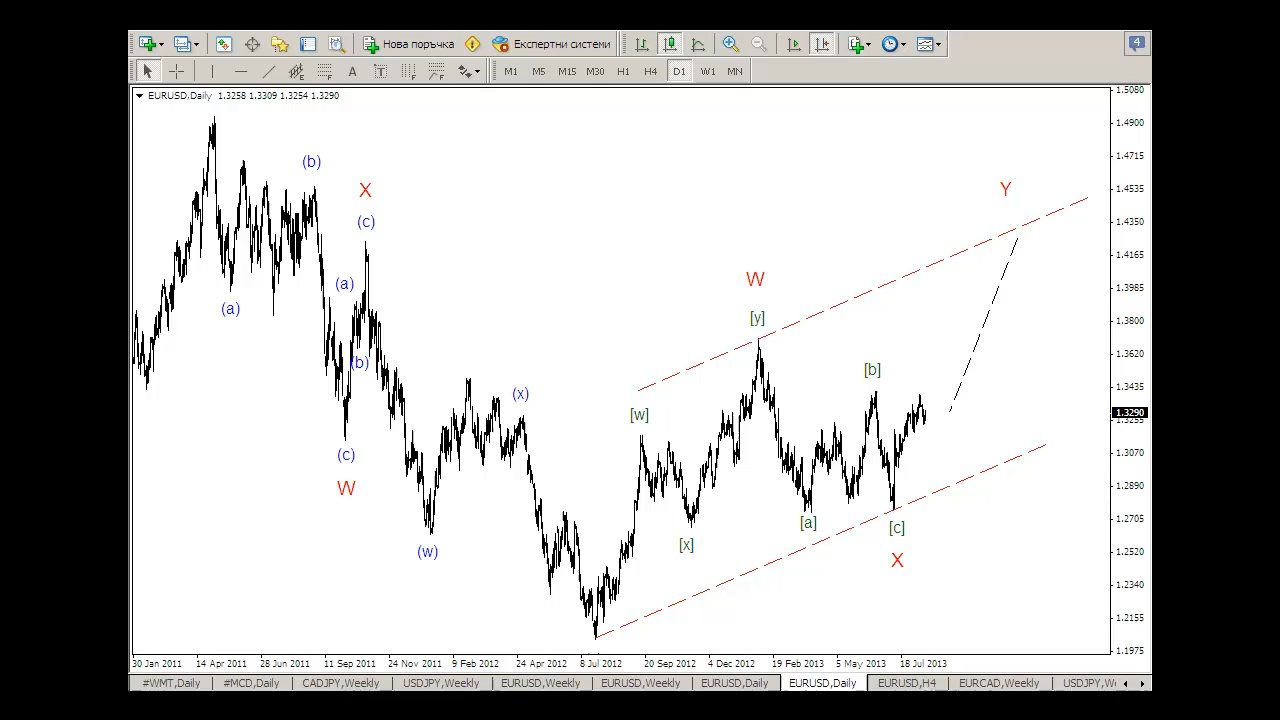 Нова поръчка Експертни системи 4
A T
M1 M5 M15 M30 H1 H4 D1 W1 MN
EURUSD,Daily 1.3258 1.3309 1.3254 1.3290
1.5080
1.4900
1.4715
1.4535
1.4350
1.4165
1.3985
1.3800
1.3620
1.3435
1.3290
1.3255
1.3070
1.2890
1.2705
1.2520
1.2340
1.2155
1.1975
(b)
X
(c)
(a)
(a)
(b)
(c)
W
(w)
(x)
W
[y]
[w]
[x]
[a]
[b]
[c]
X
Y
30 Jan 2011 14 Apr 2011 28 Jun 2011 11 Sep 2011 24 Nov 2011 9 Feb 2012 24 Apr 2012 8 Jul 2012 20 Sep 2012 4 Dec 2012 19 Feb 2013 5 May 2013 18 Jul 2013
#WMT,Daily #MCD,Daily CADJPY,Weekly USDJPY,Weekly EURUSD,Weekly EURUSD,Weekly EURUSD,Daily EURUSD,Daily EURUSD,H4 EURCAD,Weekly USDJPY,We